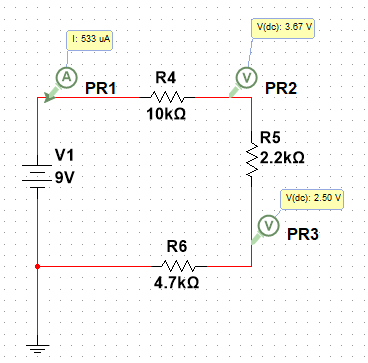 I: 533 uA
V(dc): 3.67 V
A
V
R4
PR1
PR2
10kΩ
R5
2.2kΩ
V1
9V
V(dc): 2.50 V
V
PR3
R6
4.7kΩ